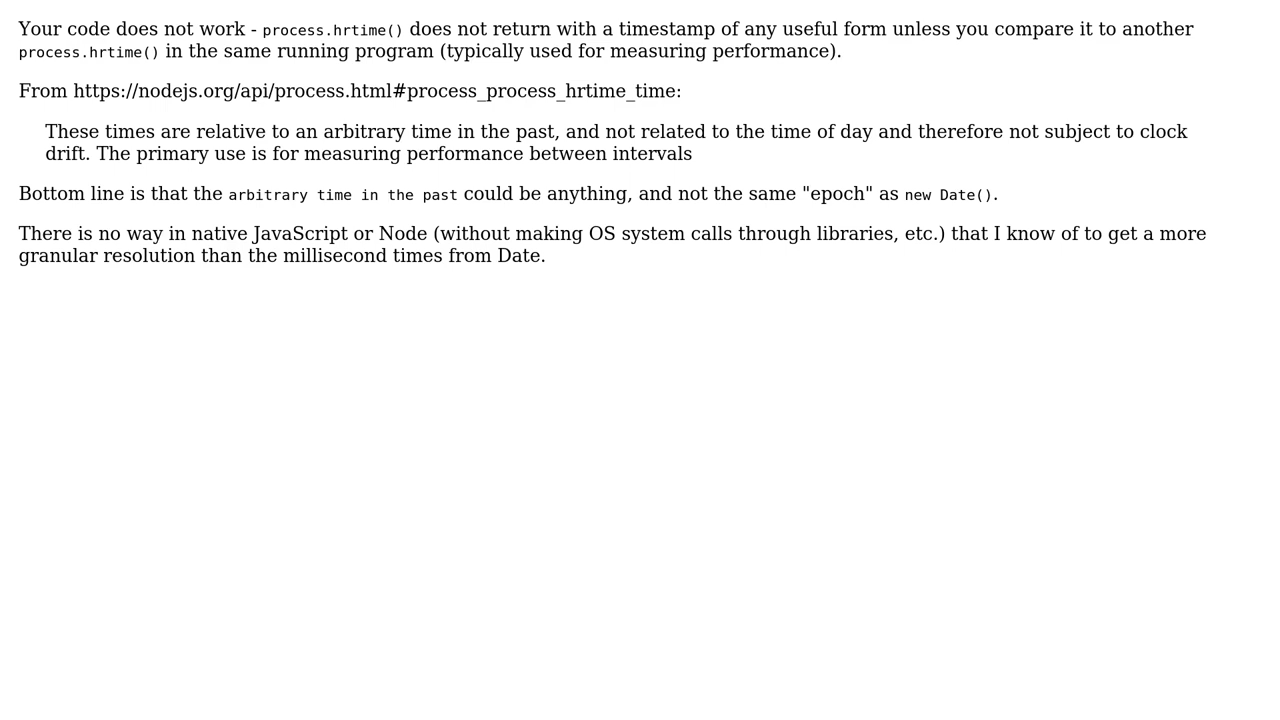 Your code does not work - process.hrtime() does not return with a timestamp of any useful form unless you compare it to another
process.hrtime() in the same running program (typically used for measuring performance).
From https://nodejs.org/api/process.html#process_process_hrtime_time:
These times are relative to an arbitrary time in the past, and not related to the time of day and therefore not subject to clock
drift. The primary use is for measuring performance between intervals
Bottom line is that the arbitrary time in the past could be anything, and not the same "epoch" as new Date().
There is no way in native JavaScript or Node (without making OS system calls through libraries, etc.) that I know of to get a more
granular resolution than the millisecond times from Date.